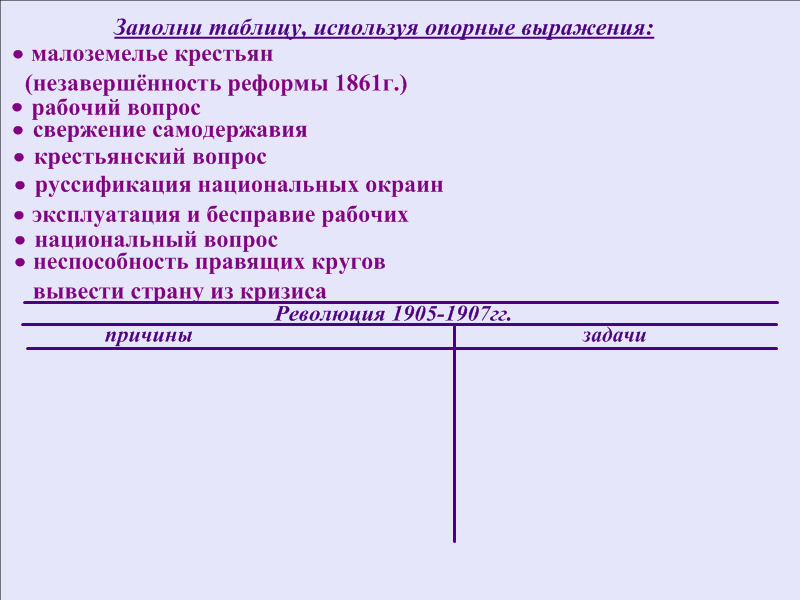 Заполни таблицу, используя опорные выражения:
• малоземелье крестьян
(незавершённость реформы 1861г.)
• рабочий вопрос
• свержение самодержавия
• крестьянский вопрос
• руссификация национальных окраин
• эксплуатация и бесправие рабочих
• национальный вопрос
• неспособность правящих кругов
вывести страну из кризиса
Революция 1905-1907гг.
причины задачи